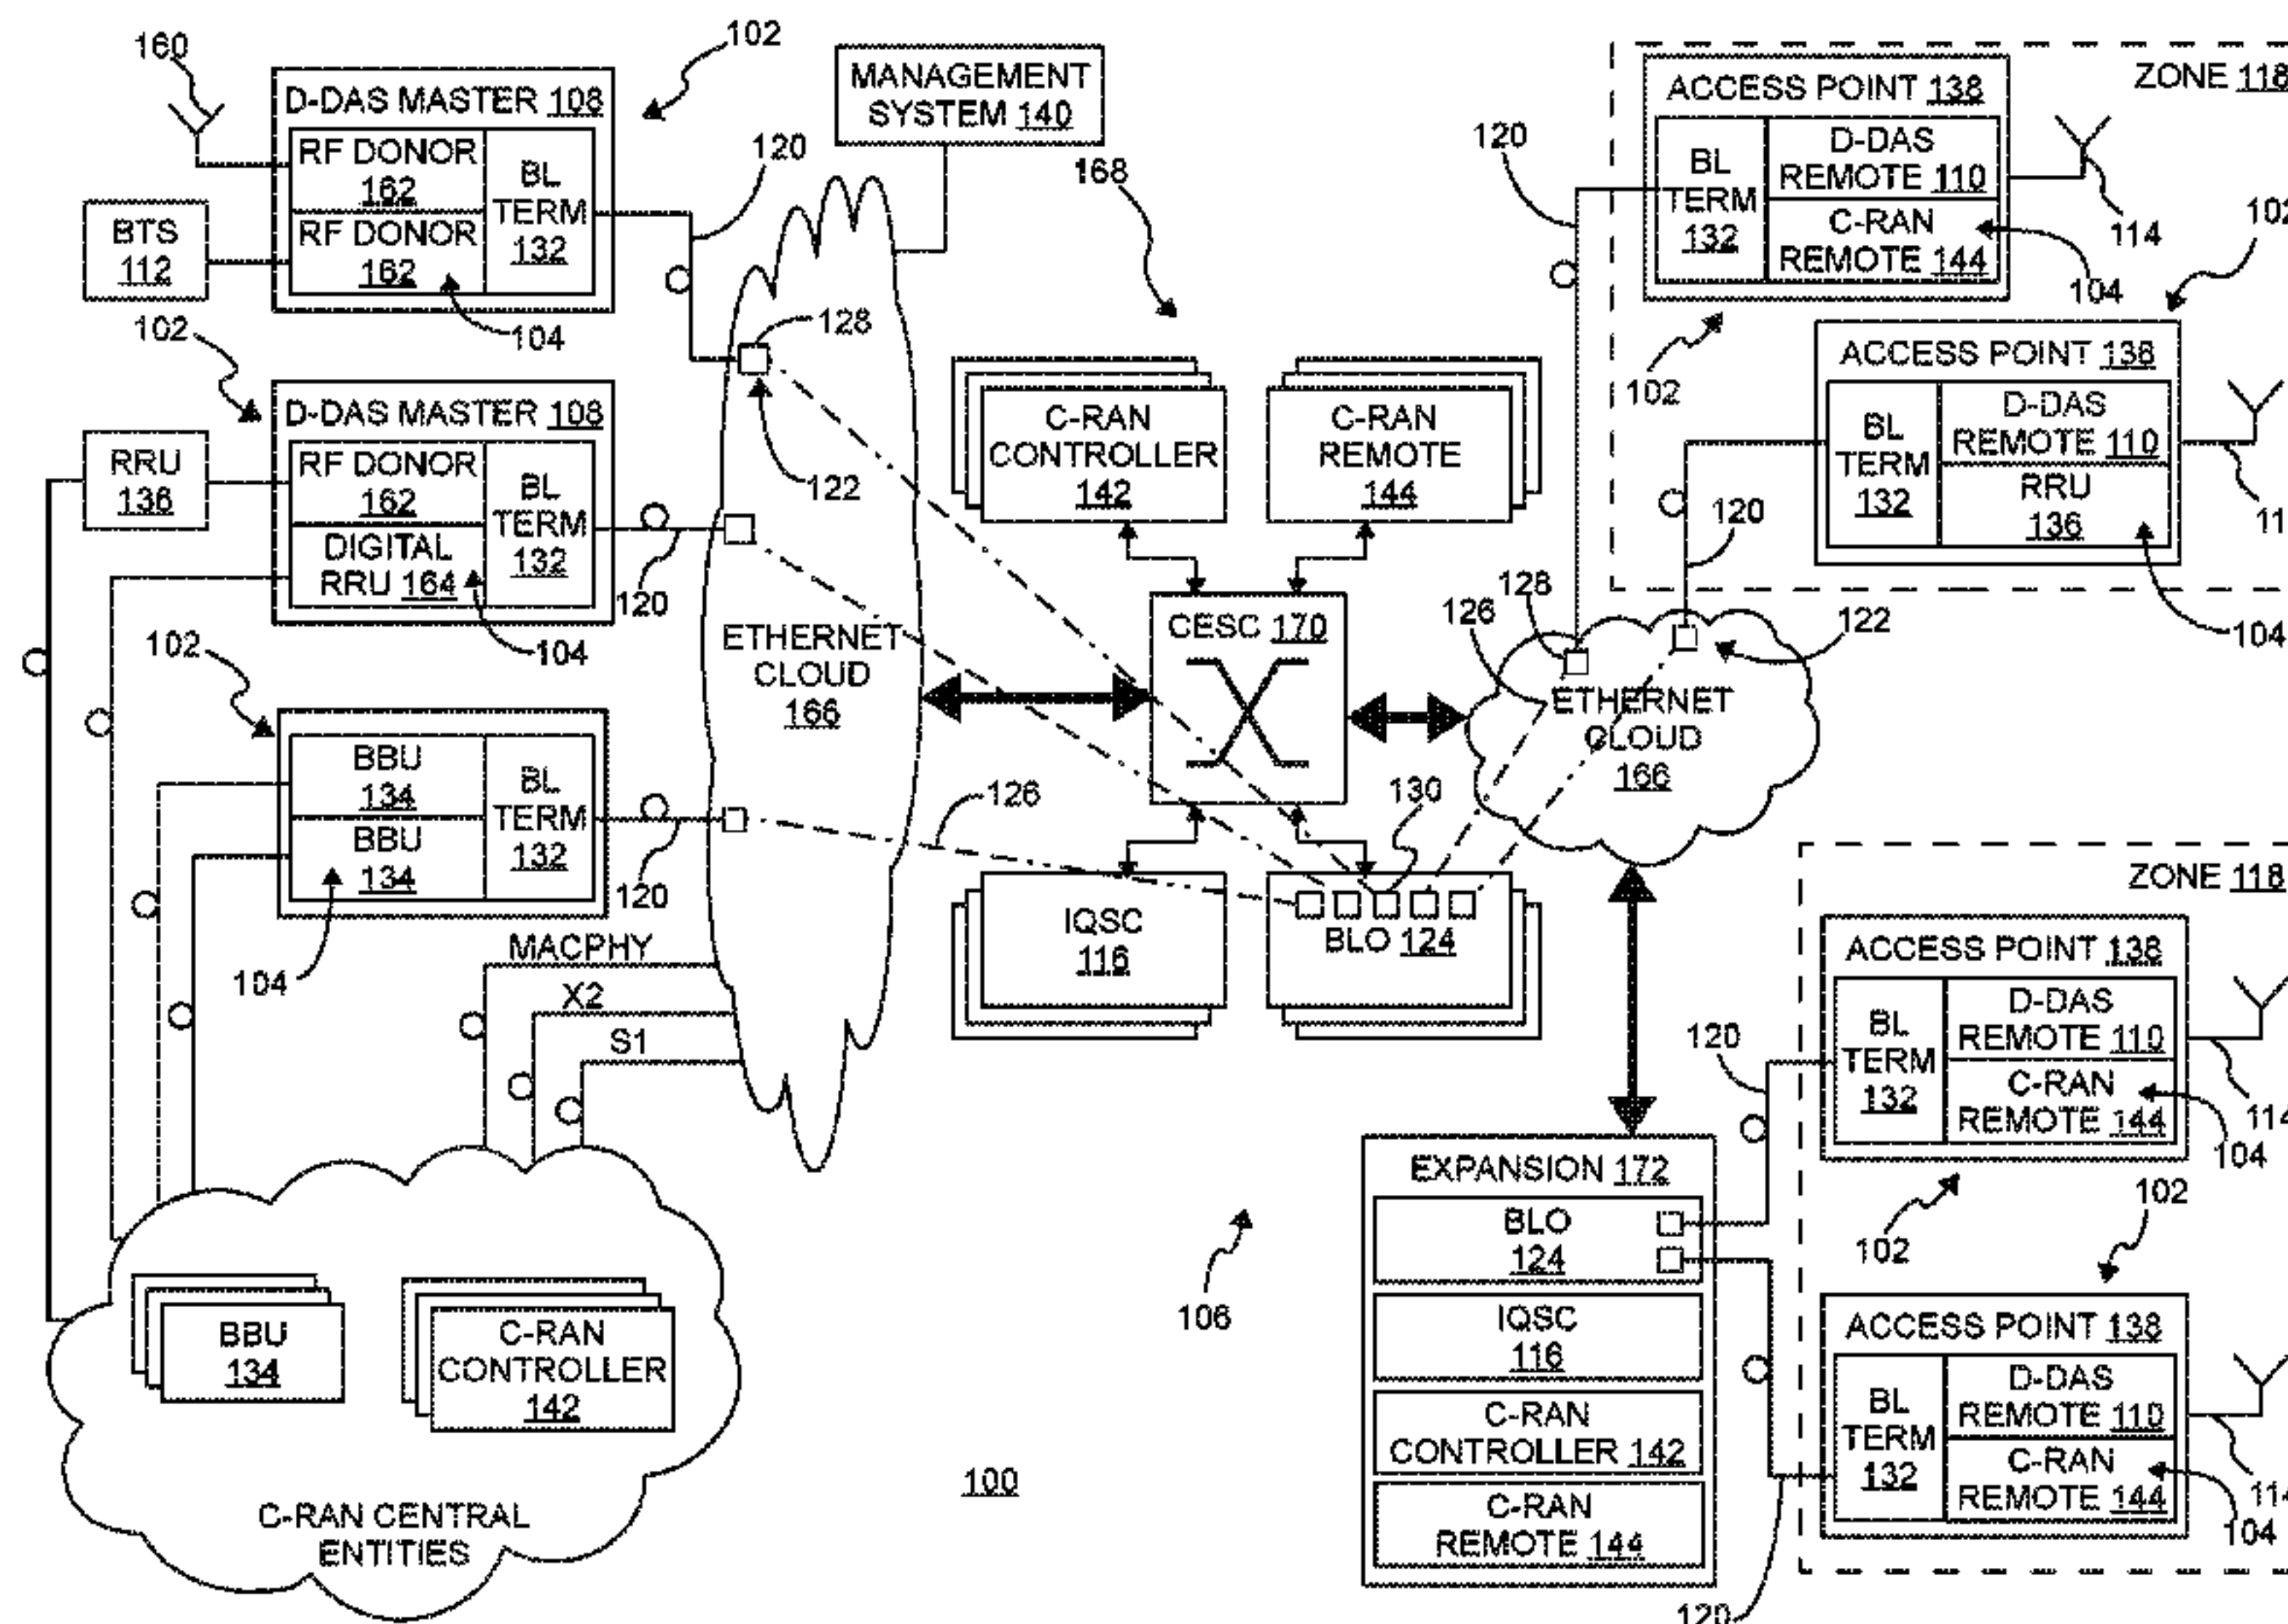 160
102
D-DAS MASTER 108
RF DONOR
162
RF DONOR
162
BL
TERM
132
104
BTS
112
120
MANAGEMENT
SYSTEM 140
128
122
102
D-DAS MASTER 108
RF DONOR
162
DIGITAL
RRU 164
BL
TERM
132
120
104
RRU
136
102
BBU
134
BBU
134
BL
TERM
132
120
104
ETHERNET
CLOUD
166
126
MACPHY
X2
S1
BBU
134
C-RAN
CONTROLLER
142
C-RAN CENTRAL
ENTITIES
168
C-RAN
CONTROLLER
142
C-RAN
REMOTE
144
CESC 170
IQSC
116
130
BLO 124
126
128
122
ETHERNET
CLOUD
166
ZONE 118
ACCESS POINT 138
BL
TERM
132
D-DAS
REMOTE 110
C-RAN
REMOTE 144
120
114
104
102
102
ACCESS POINT 138
BL
TERM
132
D-DAS
REMOTE 110
RRU
136
120
11
104
ZONE 118
ACCESS POINT 138
BL
TERM
132
D-DAS
REMOTE 110
C-RAN
REMOTE 144
120
114
104
102
102
ACCESS POINT 138
BL
TERM
132
D-DAS
REMOTE 110
C-RAN
REMOTE 144
114
104
120
EXPANSION 172
BLO
124
IQSC
116
C-RAN
CONTROLLER 142
C-RAN
REMOTE 144
106
100